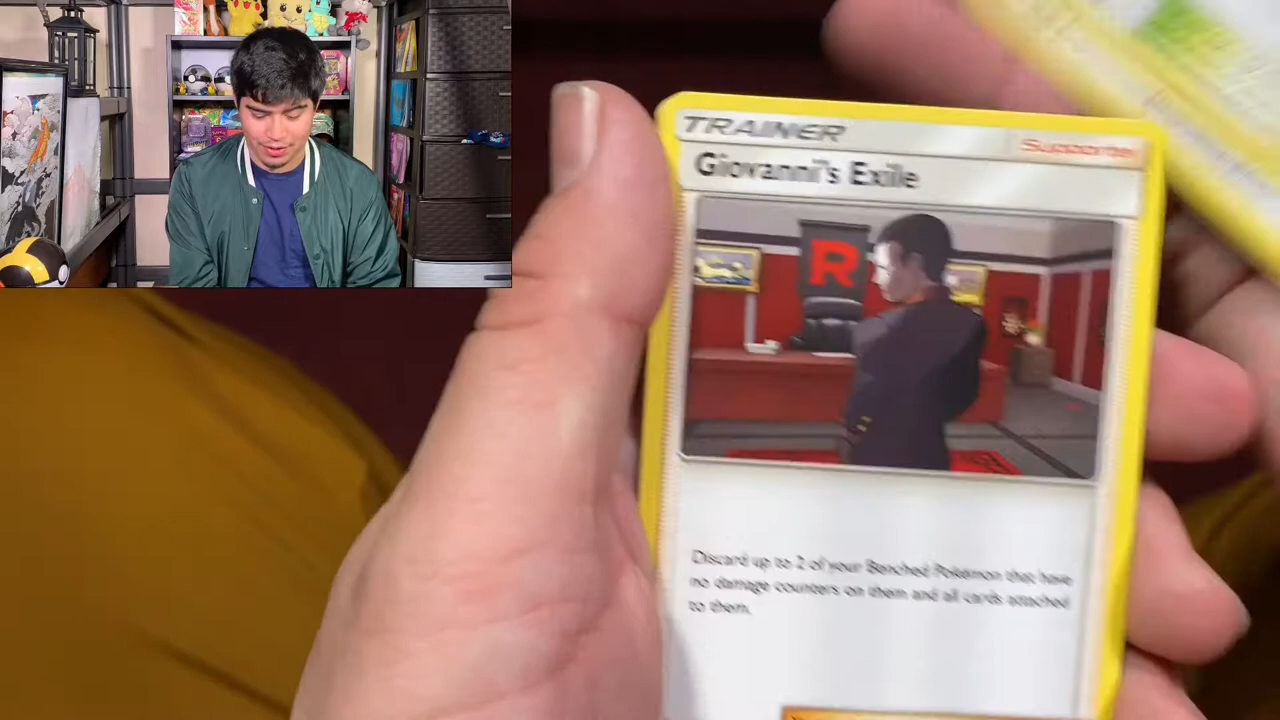 TRAINER
Supporter
Giovanni's Exile
R
Discard up to 2 of your Benched Pokémon that have
no damage counters on them and all cards attached
to them.